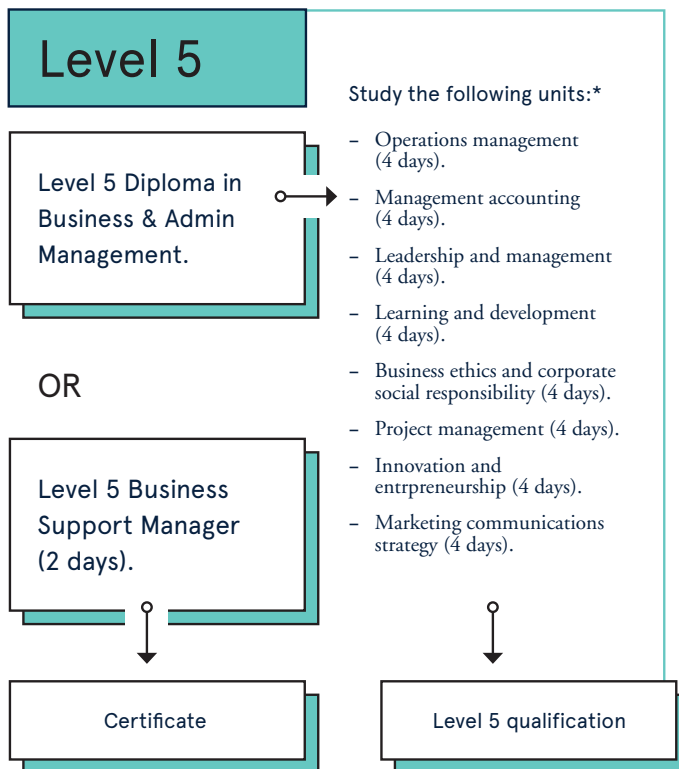 Level 5
Level 5 Diploma in
Business & Admin
Management.
Study the following units:*
– Operations management
(4 days).
– Management accounting
(4 days).
– Leadership and management
(4 days).
– Learning and development
(4 days).
– Business ethics and corporate
social responsibility (4 days).
– Project management (4 days).
– Innovation and
entrpreneurship (4 days).
– Marketing communications
strategy (4 days).
OR
Level 5 Business
Support Manager
(2 days).
Certificate
Level 5 qualification